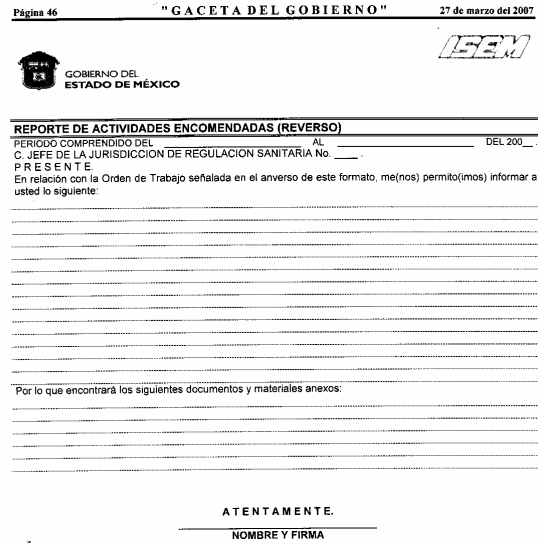 Página 46 "GACETA DEL GOBIERNO" 27 de marzo del 2007
ISEM
GOBIERNO DEL
ESTADO DE MÉXICO
REPORTE DE ACTIVIDADES ENCOMENDADAS (REVERSO)
PERIODO COMPRENDIDO DEL ____________ AL ____________ DEL 200__ .
C. JEFE DE LA JURISDICCION DE REGULACION SANITARIA No. ____ .
P R E S E N T E.
En relación con la Orden de Trabajo señalada en el anverso de este formato, me(nos) permito(imos) informar a
usted lo siguiente:
Por lo que encontrará los siguientes documentos y materiales anexos:
A T E N T A M E N T E.
NOMBRE Y FIRMA